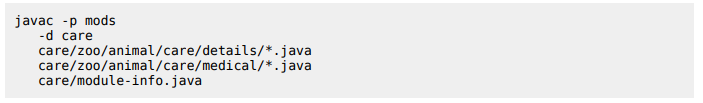 javac -p mods
-d care
care/zoo/animal/care/details/*.java
care/zoo/animal/care/medical/*.java
care/module-info.java